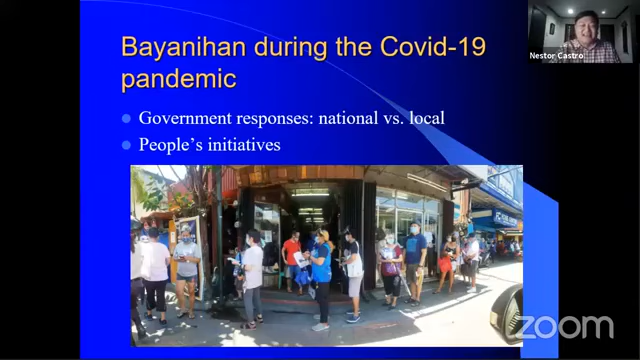 Bayanihan during the Covid-19
pandemic
Government responses: national vs. local
People's initiatives
Nestor Castro
zoom